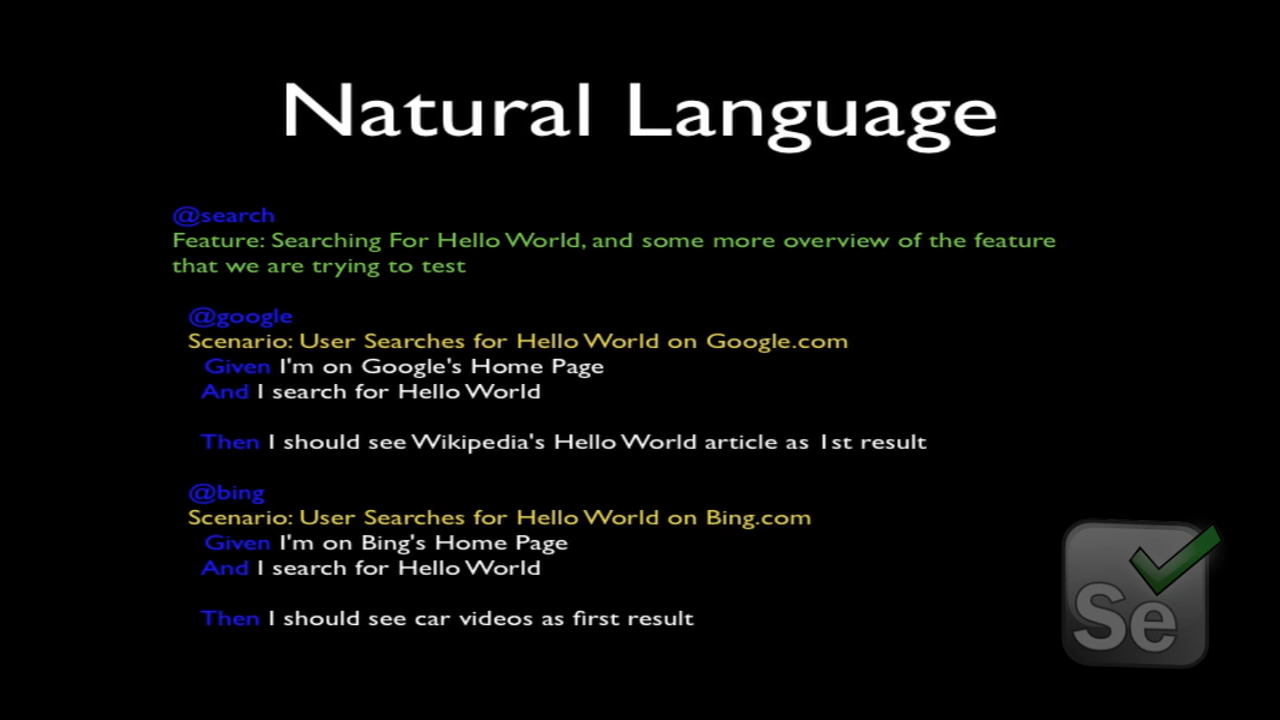 Natural Language
@search
Feature: Searching For Hello World, and some more overview of the feature
that we are trying to test
@google
Scenario: User Searches for Hello World on Google.com
Given I'm on Google's Home Page
And I search for Hello World
Then I should see Wikipedia's Hello World article as 1st result
@bing
Scenario: User Searches for Hello World on Bing.com
Given I'm on Bing's Home Page
And I search for Hello World
Then I should see car videos as first result
Se